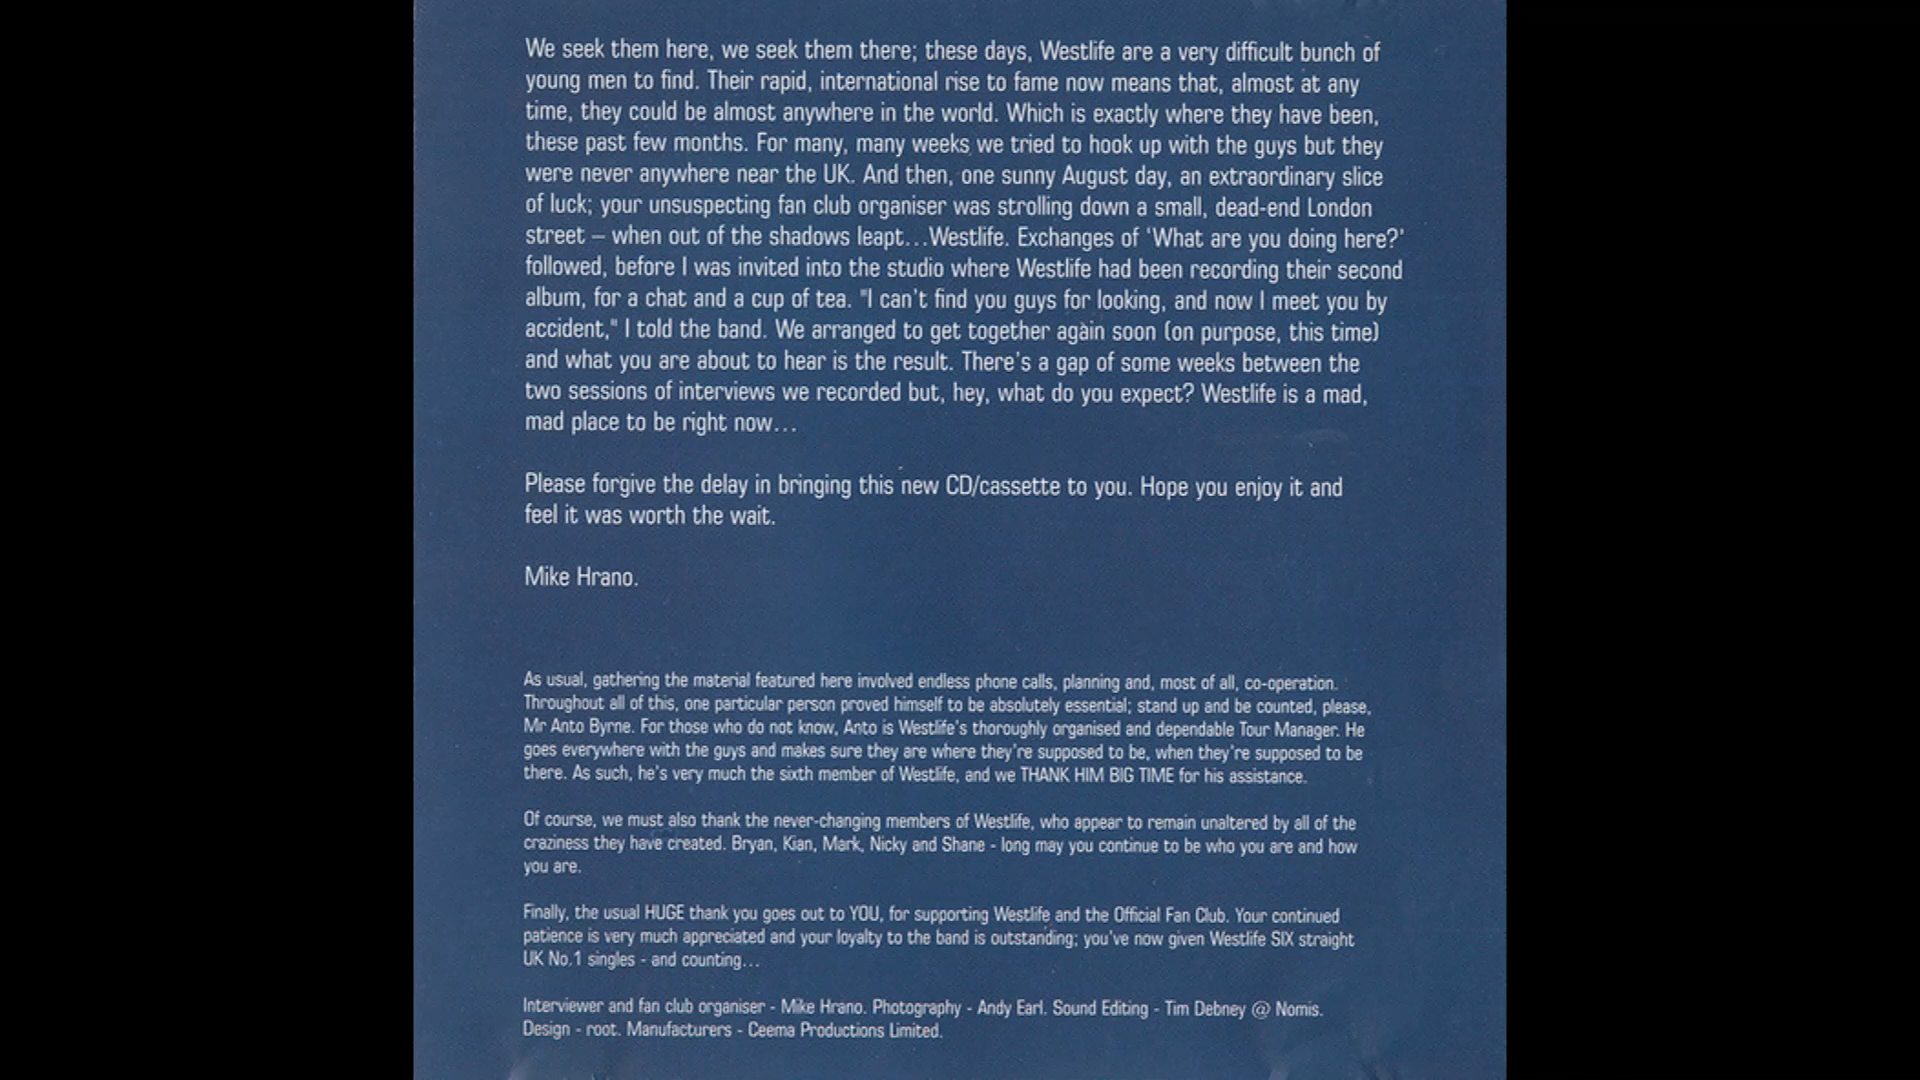 We seek them here, we seek them there; these days, Westlife are a very difficult bunch of
young men to find. Their rapid, international rise to fame now means that, almost at any
time, they could be almost anywhere in the world. Which is exactly where they have been,
these past few months. For many, many weeks we tried to hook up with the guys but they
were never anywhere near the UK. And then, one sunny August day, an extraordinary slice
of luck; your unsuspecting fan club organiser was strolling down a small, dead-end London
street – when out of the shadows leapt...Westlife. Exchanges of 'What are you doing here?'
followed, before I was invited into the studio where Westlife had been recording their second
album, for a chat and a cup of tea. "I can't find you guys for looking, and now I meet you by
accident," I told the band. We arranged to get together again soon (on purpose, this time)
and what you are about to hear is the result. There's a gap of some weeks between the
two sessions of interviews we recorded but, hey, what do you expect? Westlife is a mad,
mad place to be right now...
Please forgive the delay in bringing this new CD/cassette to you. Hope you enjoy it and
feel it was worth the wait.
Mike Hrano.
As usual, gathering the material featured here involved endless phone calls, planning and, most of all, co-operation.
Throughout all of this, one particular person proved himself to be absolutely essential; stand up and be counted, please,
Mr Anto Byrne. For those who do not know, Anto is Westlife's thoroughly organised and dependable Tour Manager. He
goes everywhere with the guys and makes sure they are where they're supposed to be, when they're supposed to be
there. As such, he's very much the sixth member of Westlife, and we THANK HIM BIG TIME for his assistance.
Of course, we must also thank the never-changing members of Westlife, who appear to remain unaltered by all of the
craziness they have created. Bryan, Kian, Mark, Nicky and Shane - long may you continue to be who you are and how
you are.
Finally, the usual HUGE thank you goes out to YOU, for supporting Westlife and the Official Fan Club. Your continued
patience is very much appreciated and your loyalty to the band is outstanding; you've now given Westlife SIX straight
UK No.1 singles - and counting...
Interviewer and fan club organiser - Mike Hrano. Photography - Andy Earl. Sound Editing - Tim Debney @ Nomis.
Design - root. Manufacturers - Ceema Productions Limited.